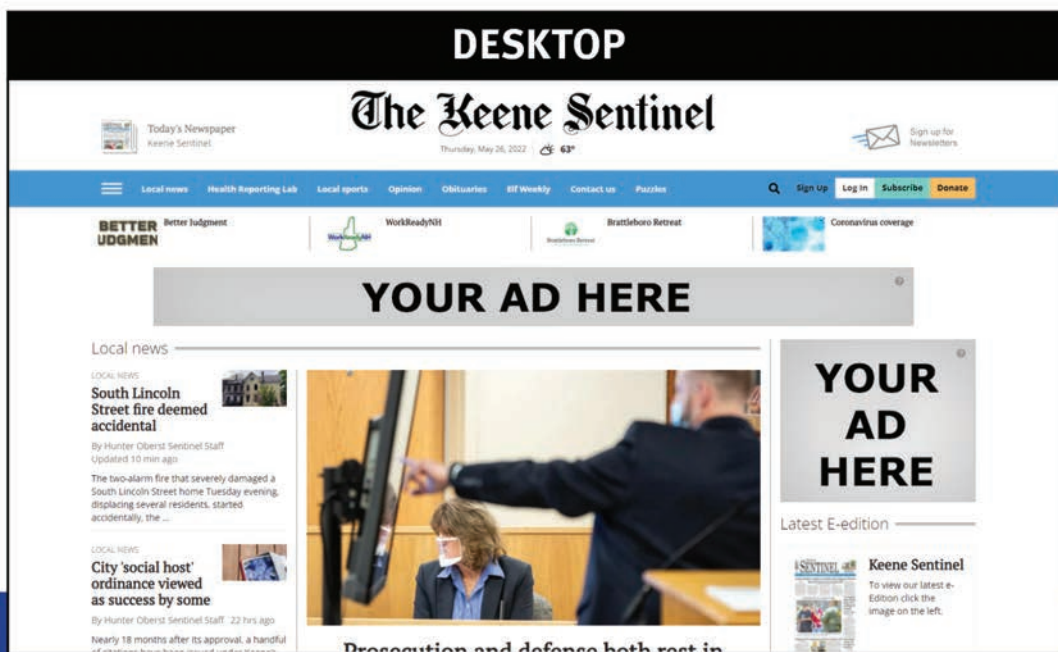 DESKTOP
Today's Newspaper
Keene Sentinel
The Keene Sentinel
Thursday, May 26, 2022
63°
Sign up for
Newsletters
Local news
Health Reporting Lab
Local sports
Opinion
Obituaries
Elf Weekly
Contact us
Puzzles
Sign Up
Log In
Subscribe
Donate
BETTER
UDGMEN
Better Judgment
WorkReadyNH
WorkReadyNH
Brattleboro Retreat
Brattleboro Retreat
Coronavirus coverage
YOUR AD HERE
Local news
LOCAL NEWS
South Lincoln
Street fire deemed
accidental
By Hunter Oberst Sentinel Staff
Updated 10 min ago
The two-alarm fire that severely damaged a
South Lincoln Street home Tuesday evening,
displacing several residents, started
accidentally, the ...
LOCAL NEWS
City 'social host'
ordinance viewed
as success by some
By Hunter Oberst Sentinel Staff 22 hrs ago
Nearly 18 months after its approval, a handful
Prosecution and defense both rest in
YOUR
AD
HERE
Latest E-edition
SENTINEL
Keene Sentinel
To view our latest e-
Edition click the
image on the left.